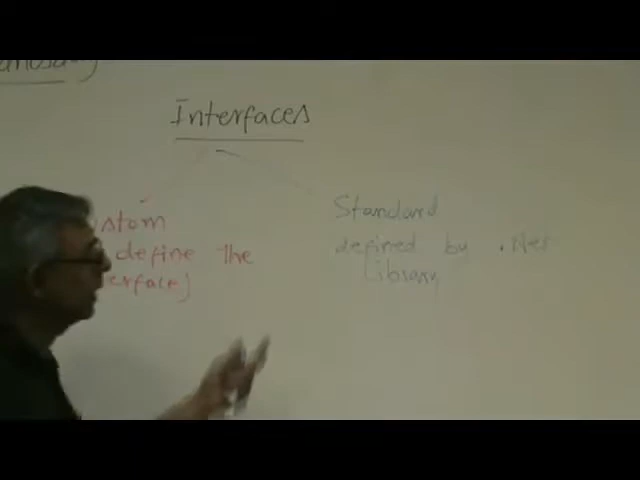 Interfaces
stom
define the
erface)
Standard
defined by .Net
Library